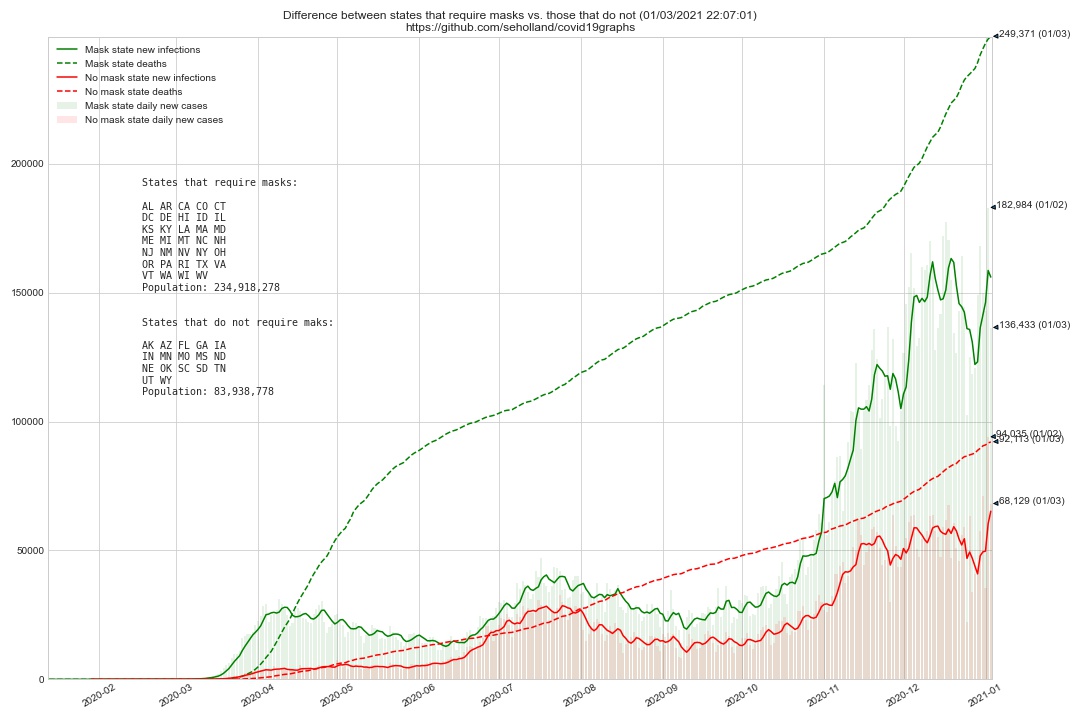 Difference between states that require masks vs. those that do not (01/03/2021 22:07:01)
https://github.com/seholland/covid19graphs
Mask state new infections
Mask state deaths
No mask state new infections
No mask state deaths
Mask state daily new cases
No mask state daily new cases
States that require masks:
AL AR CA CO CT
DC DE HI ID IL
KS KY LA MA MD
ME MI MT NC NH
NJ NM NV NY OH
OR PA RI TX VA
VT WA WI WV
Population: 234,918,278
States that do not require maks:
AK AZ FL GA IA
IN MN MO MS ND
NE OK SC SD TN
UT WY
Population: 83,938,778
249,371 (01/03)
182,984 (01/02)
136,433 (01/03)
94,035 (01/02)
92,113 (01/03)
68,129 (01/03)
200000
150000
100000
50000
0
2020-02
2020-03
2020-04
2020-05
2020-06
2020-07
2020-08
2020-09
2020-10
2020-11
2020-12
2021-01